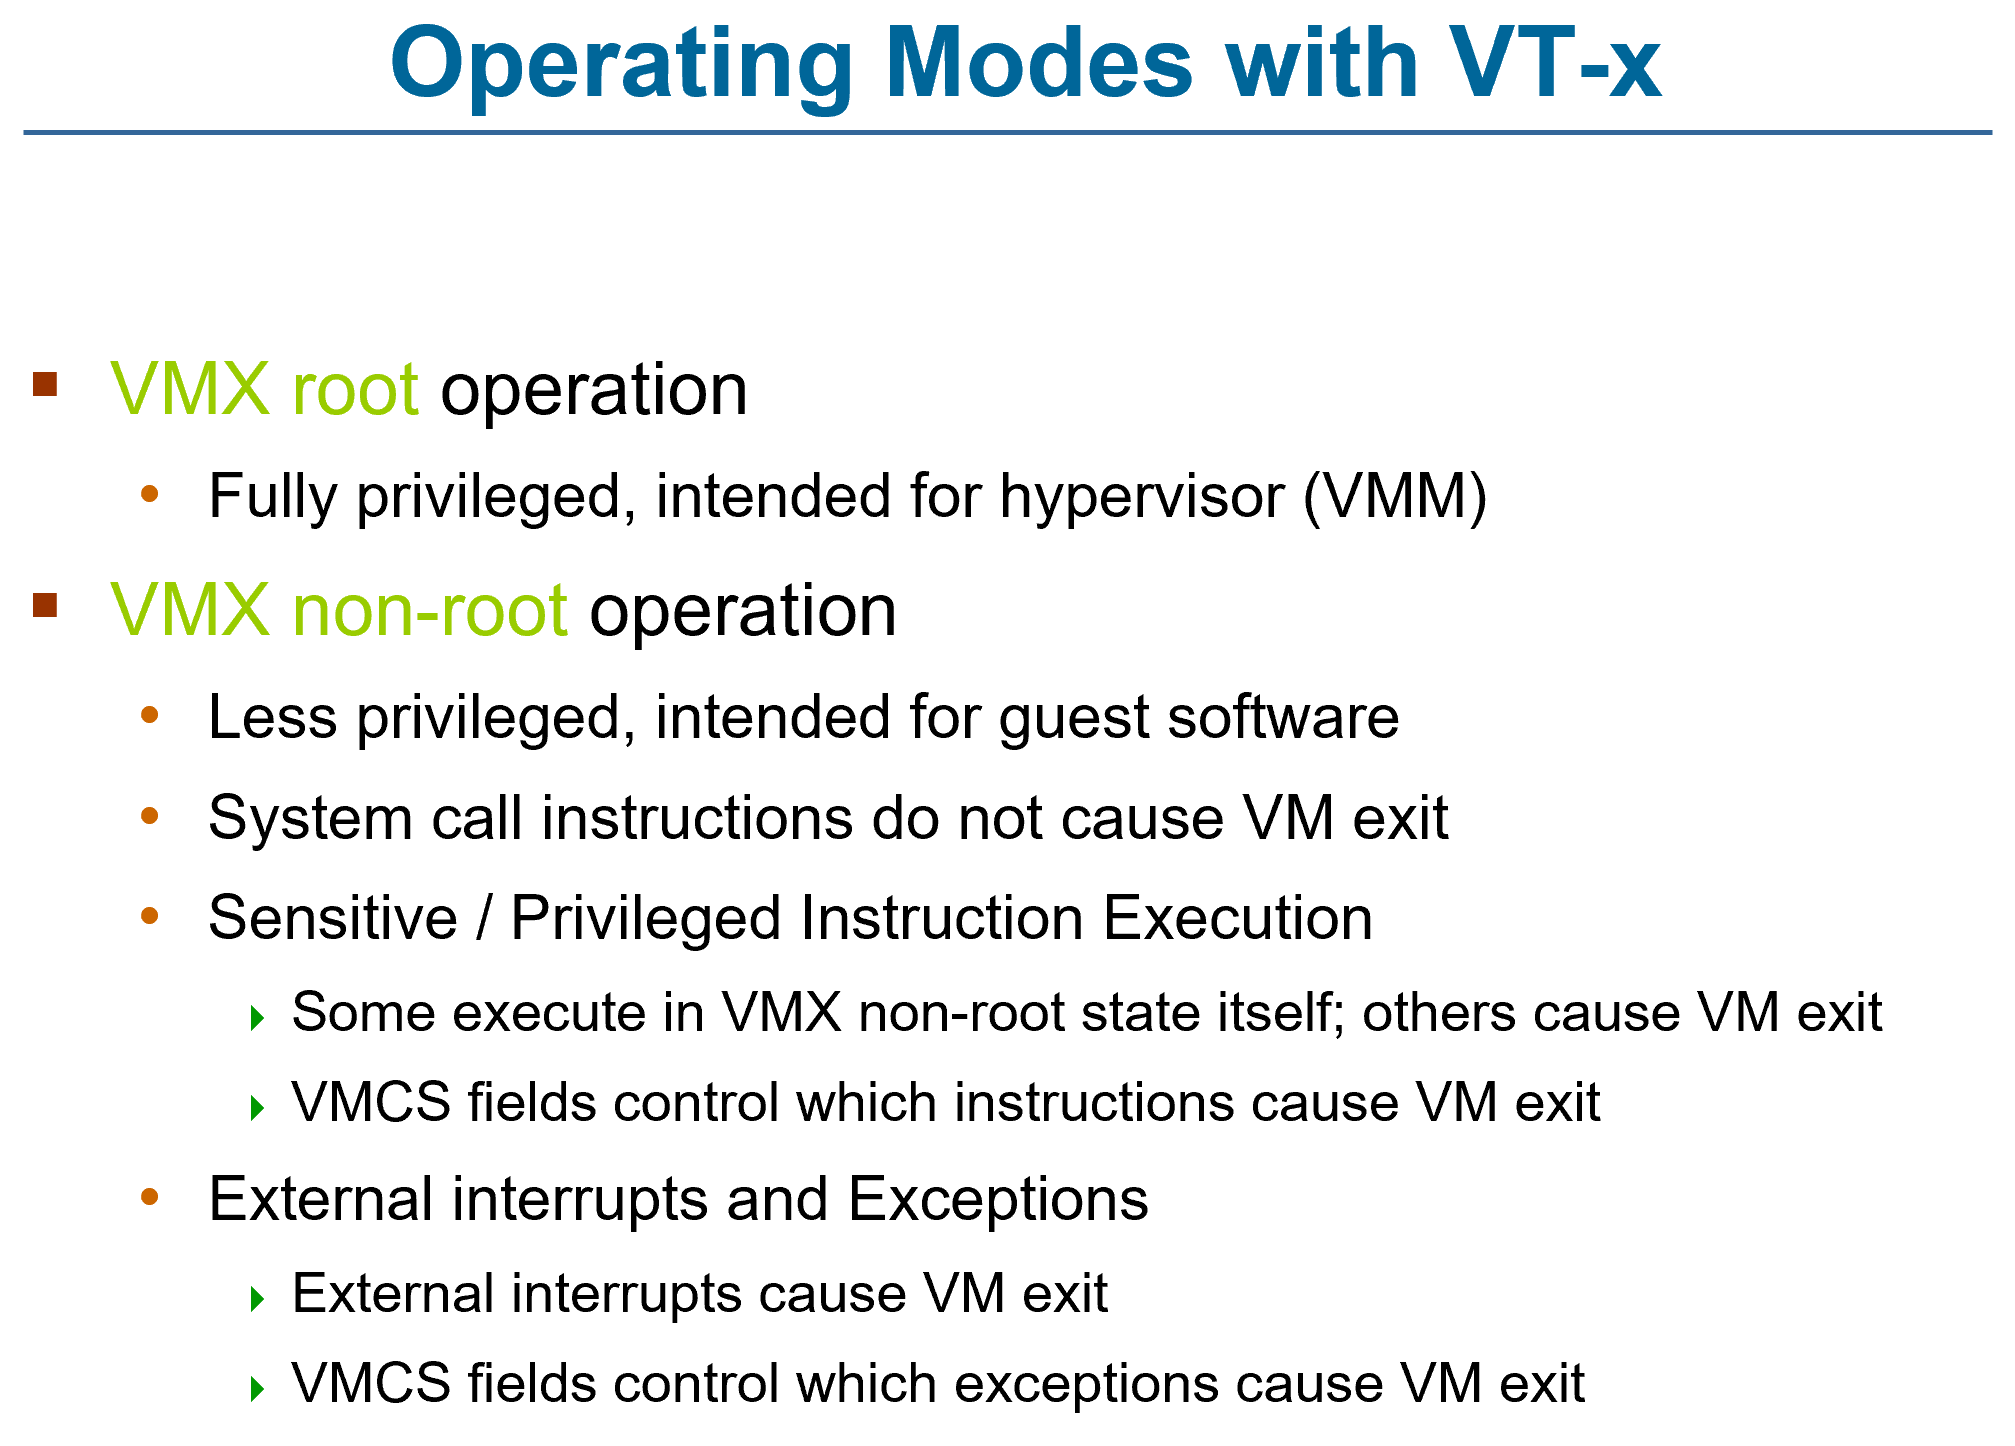 Operating Modes with VT-x
VMX root operation
Fully privileged, intended for hypervisor (VMM)
VMX non-root operation
Less privileged, intended for guest software
System call instructions do not cause VM exit
Sensitive / Privileged Instruction Execution
Some execute in VMX non-root state itself; others cause VM exit
VMCS fields control which instructions cause VM exit
External interrupts and Exceptions
External interrupts cause VM exit
VMCS fields control which exceptions cause VM exit